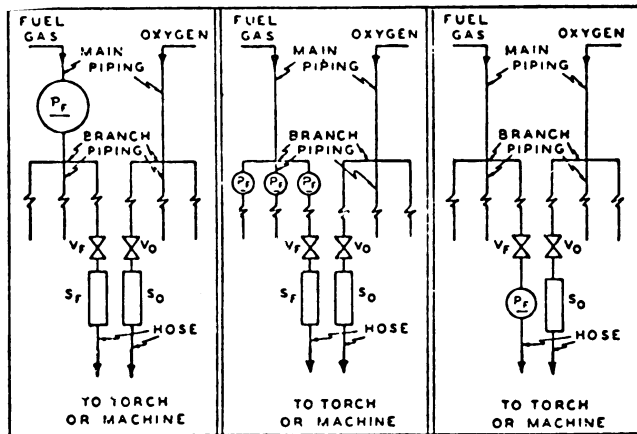 FUEL
GAS
OXYGEN
MAIN
PIPING
PF
BRANCH
PIPING
VF
VO
SF
SO
HOSE
TO TORCH
OR MACHINE
FUEL
GAS
OXYGEN
MAIN
PIPING
BRANCH
PIPING
PF
PF
PF
VF
VO
SF
SO
HOSE
TO TORCH
OR MACHINE
FUEL
GAS
OXYGEN
MAIN
PIPING
BRANCH
PIPING
VF
VO
PF
SO
HOSE
TO TORCH
OR MACHINE